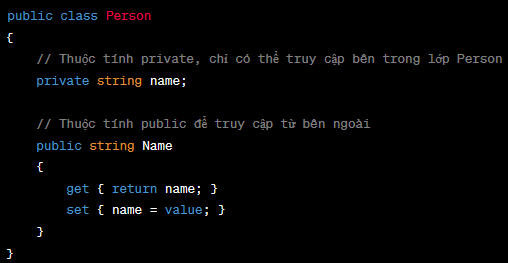 public class Person
{
    // Thuộc tính private, chỉ có thể truy cập bên trong lớp Person
    private string name;

    // Thuộc tính public để truy cập từ bên ngoài
    public string Name
    {
        get { return name; }
        set { name = value; }
    }
}